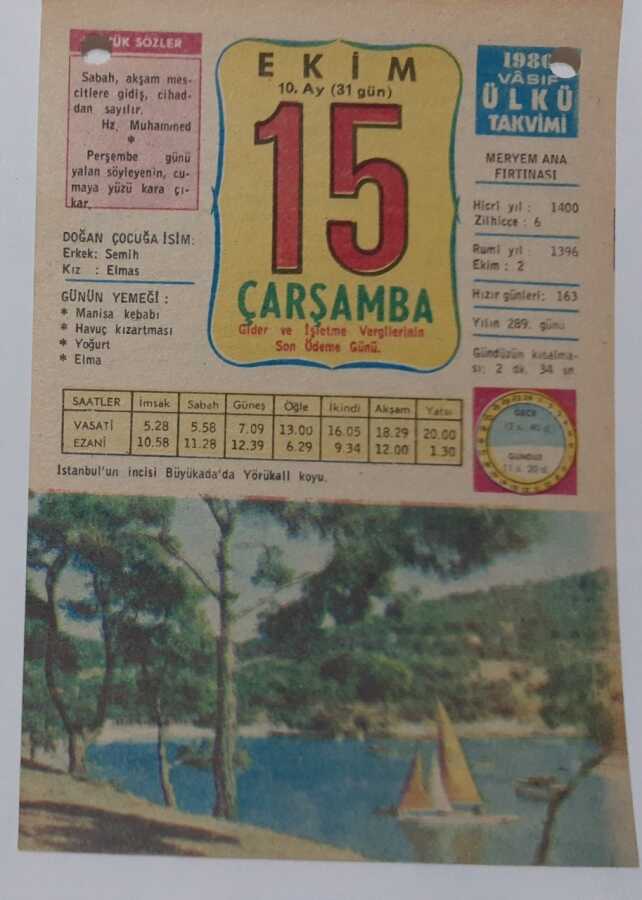 ÜK SÖZLER
Sabah, akşam mes-
citlere gidiş, cihad-
dan sayılır.
Hz. Muhammed
*
Perşembe günü
yalan söyleyenin, cu-
maya yüzü kara çı-
kar.
DOĞAN ÇOCUĞA İSİM:
Erkek: Semih
Kız : Elmas
GÜNÜN YEMEĞİ :
* Manisa kebabı
* Havuç kızartması
* Yoğurt
* Elma
EKİM
10. Ay (31 gün)
15
ÇARŞAMBA
Gider ve İşletme Vergilerinin
Son Ödeme Günü.
1980
VÂSIF
ÜLKÜ
TAKVİMİ
MERYEM ANA
FIRTINASI
Hicri yıl : 1400
Zilhicce : 6
Rumi yıl : 1396
Ekim : 2
Hızır günleri: 163
Yılın 289. günü
Gündüzün kısalma-
sı: 2 dk. 34 sn.
SAATLER İmsak Sabah Güneş Öğle İkindi Akşam Yatsı
VASATİ 5.28 5.58 7.09 13.00 16.05 18.29 20.00
EZANİ 10.58 11.28 12.39 6.29 9.34 12.00 1.30
GECE
12 s. 40 d.
GÜNDÜZ
11 s. 20 d.
İstanbul'un incisi Büyükada'da Yörükali koyu.